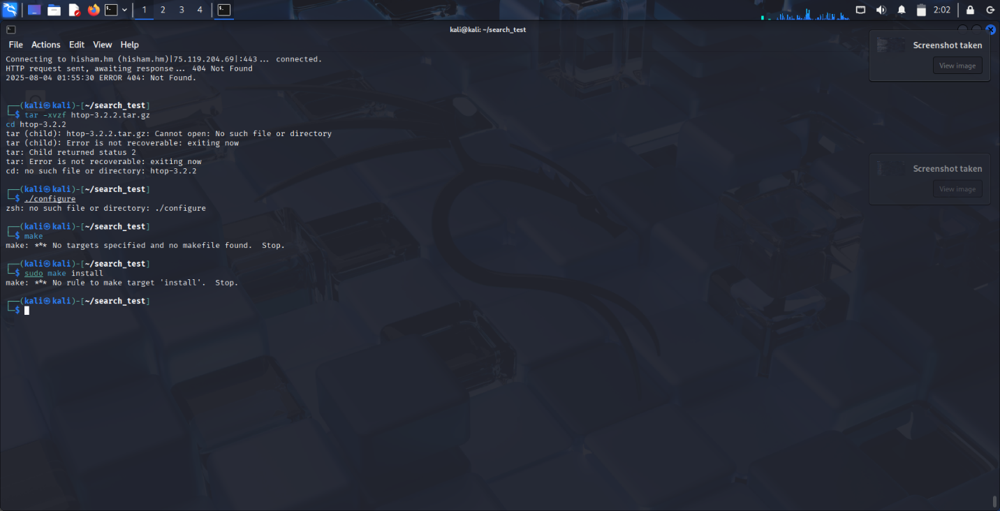 1 2 3 4
2:02
kali@kali: ~/search_test
File Actions Edit View Help
Connecting to hisham.hm (hisham.hm)|75.119.204.69|:443... connected.
HTTP request sent, awaiting response... 404 Not Found
2025-08-04 01:55:30 ERROR 404: Not Found.
┌──(kali㉿kali)-[~/search_test]
└─$ tar -xvzf htop-3.2.2.tar.gz
cd htop-3.2.2
tar (child): htop-3.2.2.tar.gz: Cannot open: No such file or directory
tar (child): Error is not recoverable: exiting now
tar: Child returned status 2
tar: Error is not recoverable: exiting now
cd: no such file or directory: htop-3.2.2
┌──(kali㉿kali)-[~/search_test]
└─$ ./configure
zsh: no such file or directory: ./configure
┌──(kali㉿kali)-[~/search_test]
└─$ make
make: *** No targets specified and no makefile found.  Stop.
┌──(kali㉿kali)-[~/search_test]
└─$ sudo make install
make: *** No rule to make target 'install'.  Stop.
┌──(kali㉿kali)-[~/search_test]
└─$
Screenshot taken
View image
Screenshot taken
View image